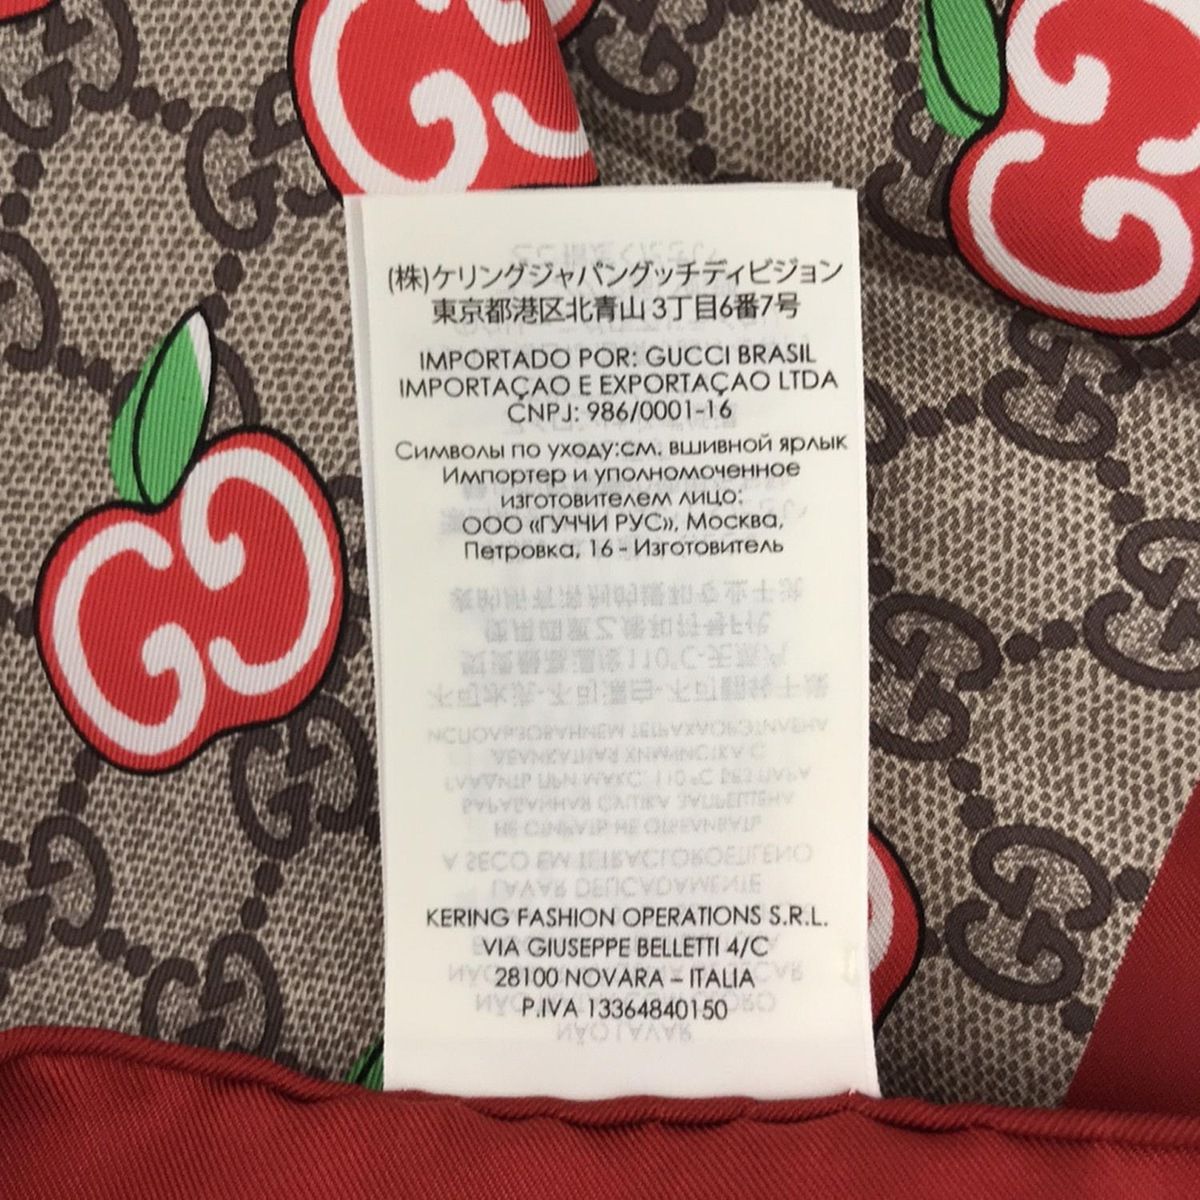 (株)ケリングジャパングッチディビジョン
東京都港区北青山 3丁目6番7号
IMPORTADO POR: GUCCI BRASIL
IMPORTAÇAO E EXPORTAÇAO LTDA
CNPJ: 986/0001-16
Символы по уходу:см. вшивной ярлык
Импортер и уполномоченное
изготовителем лицо:
ООО «ГУЧЧИ РУС», Москва,
Петровка, 16 - Изготовитель
KERING FASHION OPERATIONS S.R.L.
VIA GIUSEPPE BELLETTI 4/C
28100 NOVARA – ITALIA
P.IVA 13364840150